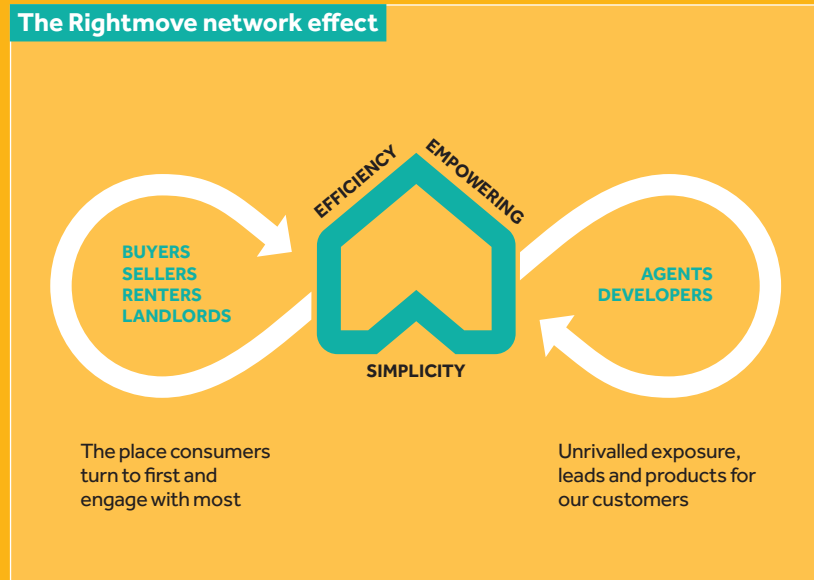 The Rightmove network effect
EFFICIENCY
EMPOWERING
BUYERS
SELLERS
RENTERS
LANDLORDS
AGENTS
DEVELOPERS
SIMPLICITY
The place consumers
turn to first and
engage with most
Unrivalled exposure,
leads and products for
our customers